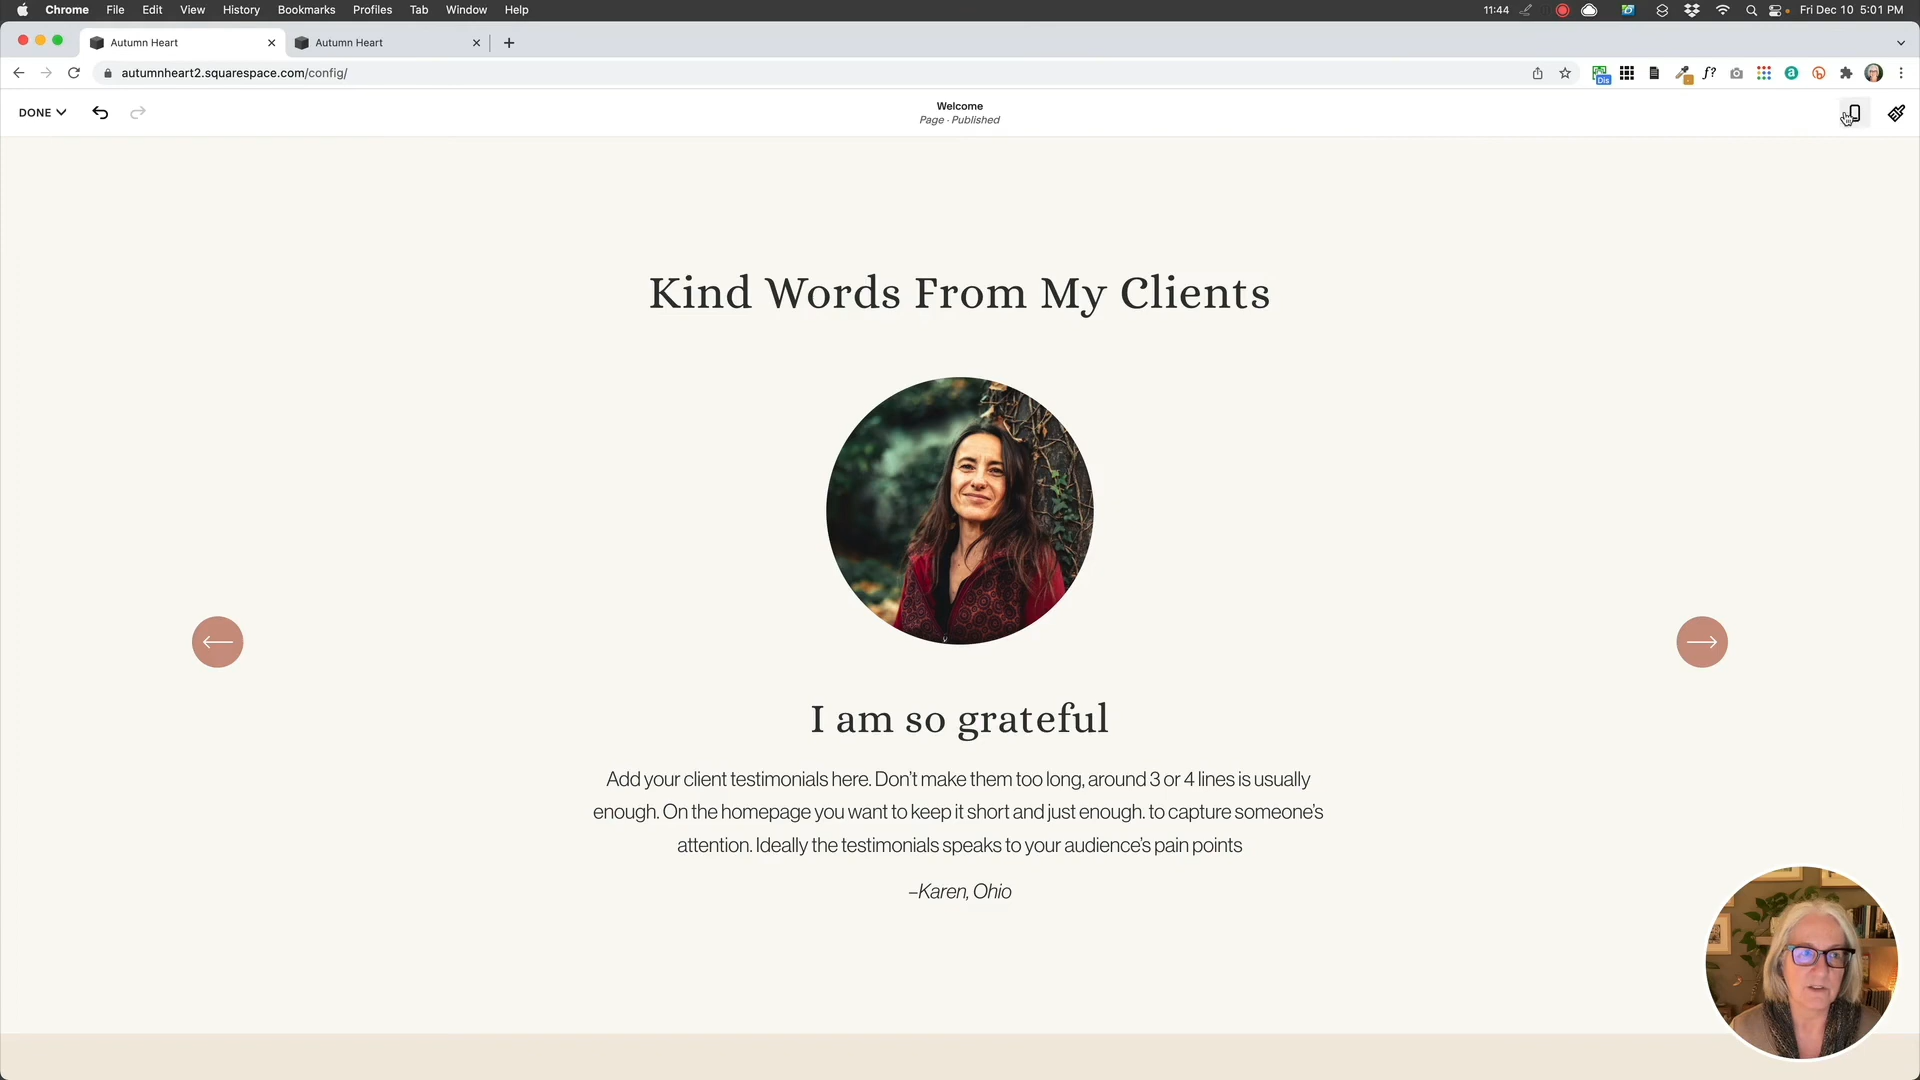 Chrome File Edit View History Bookmarks Profiles Tab Window Help 11:44 Fri Dec 10 5:01 PM
Autumn Heart Autumn Heart
autumnheart2.squarespace.com/config/
Dis
f?
a
DONE
Welcome
Page · Published
Kind Words From My Clients
I am so grateful
Add your client testimonials here. Don't make them too long, around 3 or 4 lines is usually
enough. On the homepage you want to keep it short and just enough. to capture someone's
attention. Ideally the testimonials speaks to your audience's pain points
–Karen, Ohio